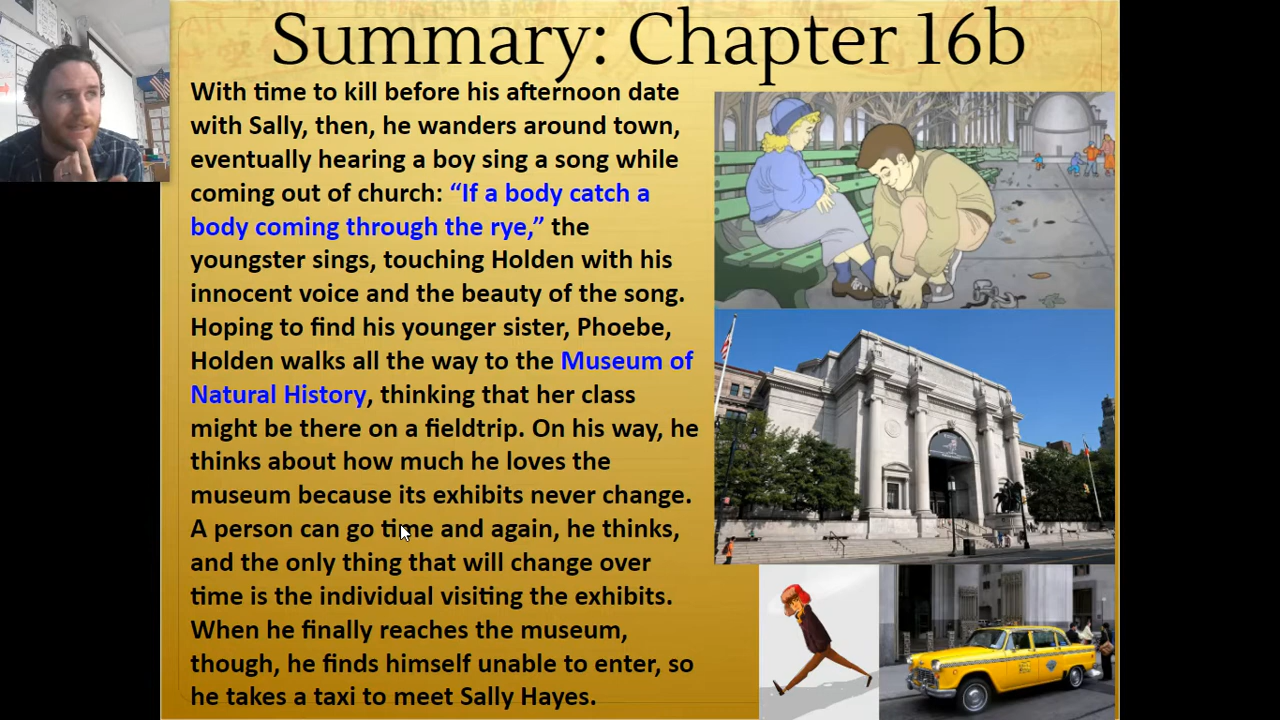 Summary: Chapter 16b
With time to kill before his afternoon date
with Sally, then, he wanders around town,
eventually hearing a boy sing a song while
coming out of church: “If a body catch a
body coming through the rye,” the
youngster sings, touching Holden with his
innocent voice and the beauty of the song.
Hoping to find his younger sister, Phoebe,
Holden walks all the way to the Museum of
Natural History, thinking that her class
might be there on a fieldtrip. On his way, he
thinks about how much he loves the
museum because its exhibits never change.
A person can go time and again, he thinks,
and the only thing that will change over
time is the individual visiting the exhibits.
When he finally reaches the museum,
though, he finds himself unable to enter, so
he takes a taxi to meet Sally Hayes.